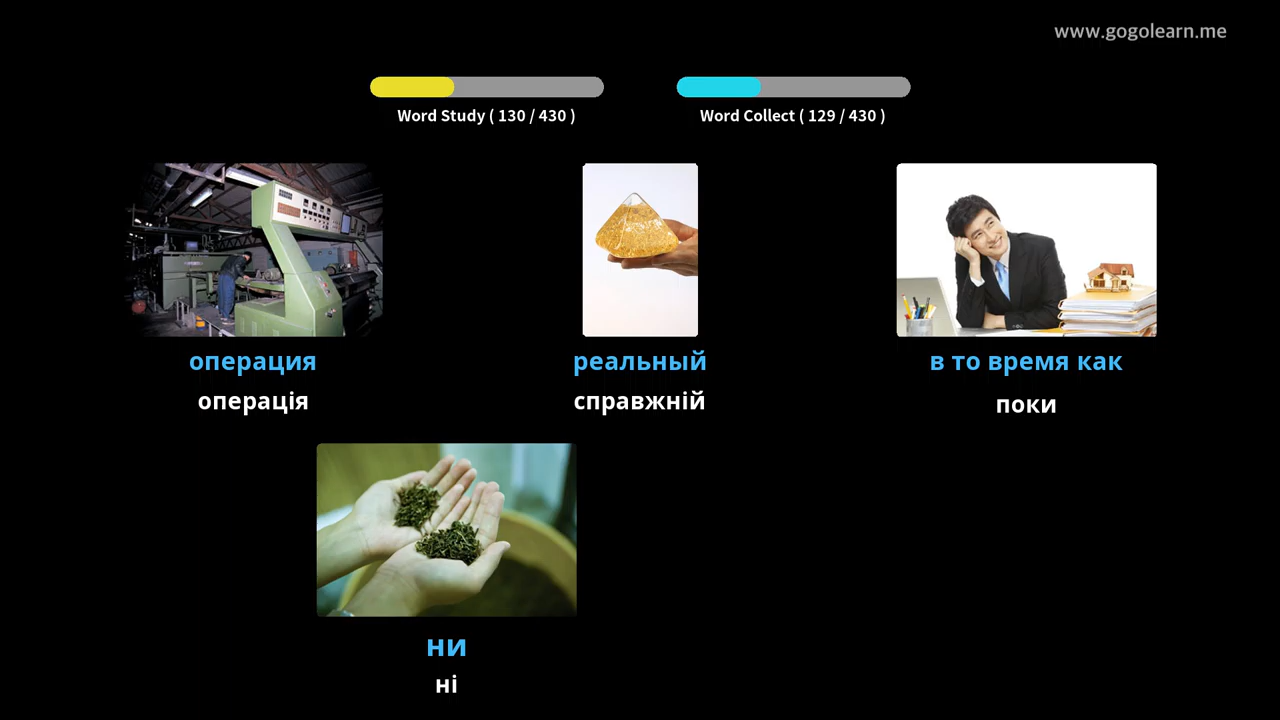 www.gogolearn.me
Word Study ( 130 / 430 )
Word Collect ( 129 / 430 )
операция
операція
реальный
справжній
в то время как
поки
ни
ні